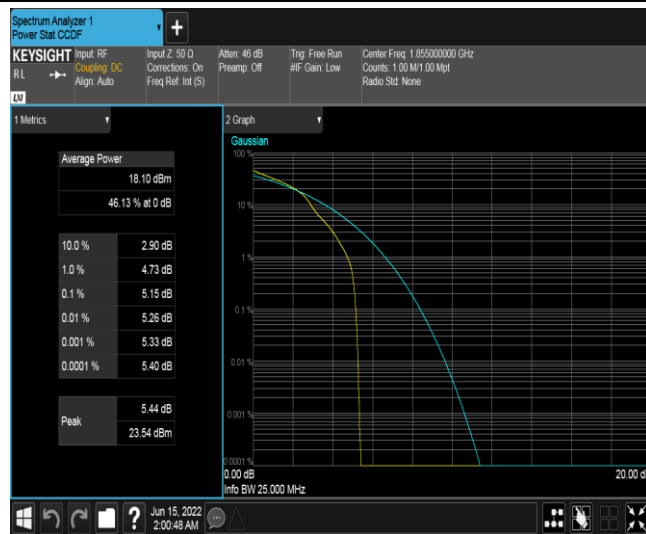 Spectrum Analyzer 1
Power Stat CCDF
+
KEYSIGHT
RL
LXI
Input: RF
Coupling: DC
Align: Auto
Input Z: 50 Ω
Corrections: On
Freq Ref: Int (S)
Atten: 46 dB
Preamp: Off
Trig: Free Run
#IF Gain: Low
Center Freq: 1.855000000 GHz
Counts: 1.00 M/1.00 Mpt
Radio Std: None
1 Metrics
Average Power
18.10 dBm
46.13 % at 0 dB
10.0 % 2.90 dB
1.0 % 4.73 dB
0.1 % 5.15 dB
0.01 % 5.26 dB
0.001 % 5.33 dB
0.0001 % 5.40 dB
Peak
5.44 dB
23.54 dBm
2 Graph
Gaussian
100 %
10 %
1 %
0.1 %
0.01 %
0.001 %
0.0001 %
0.00 dB
20.00 d
Info BW 25.000 MHz
?
Jun 15, 2022
2:00:48 AM